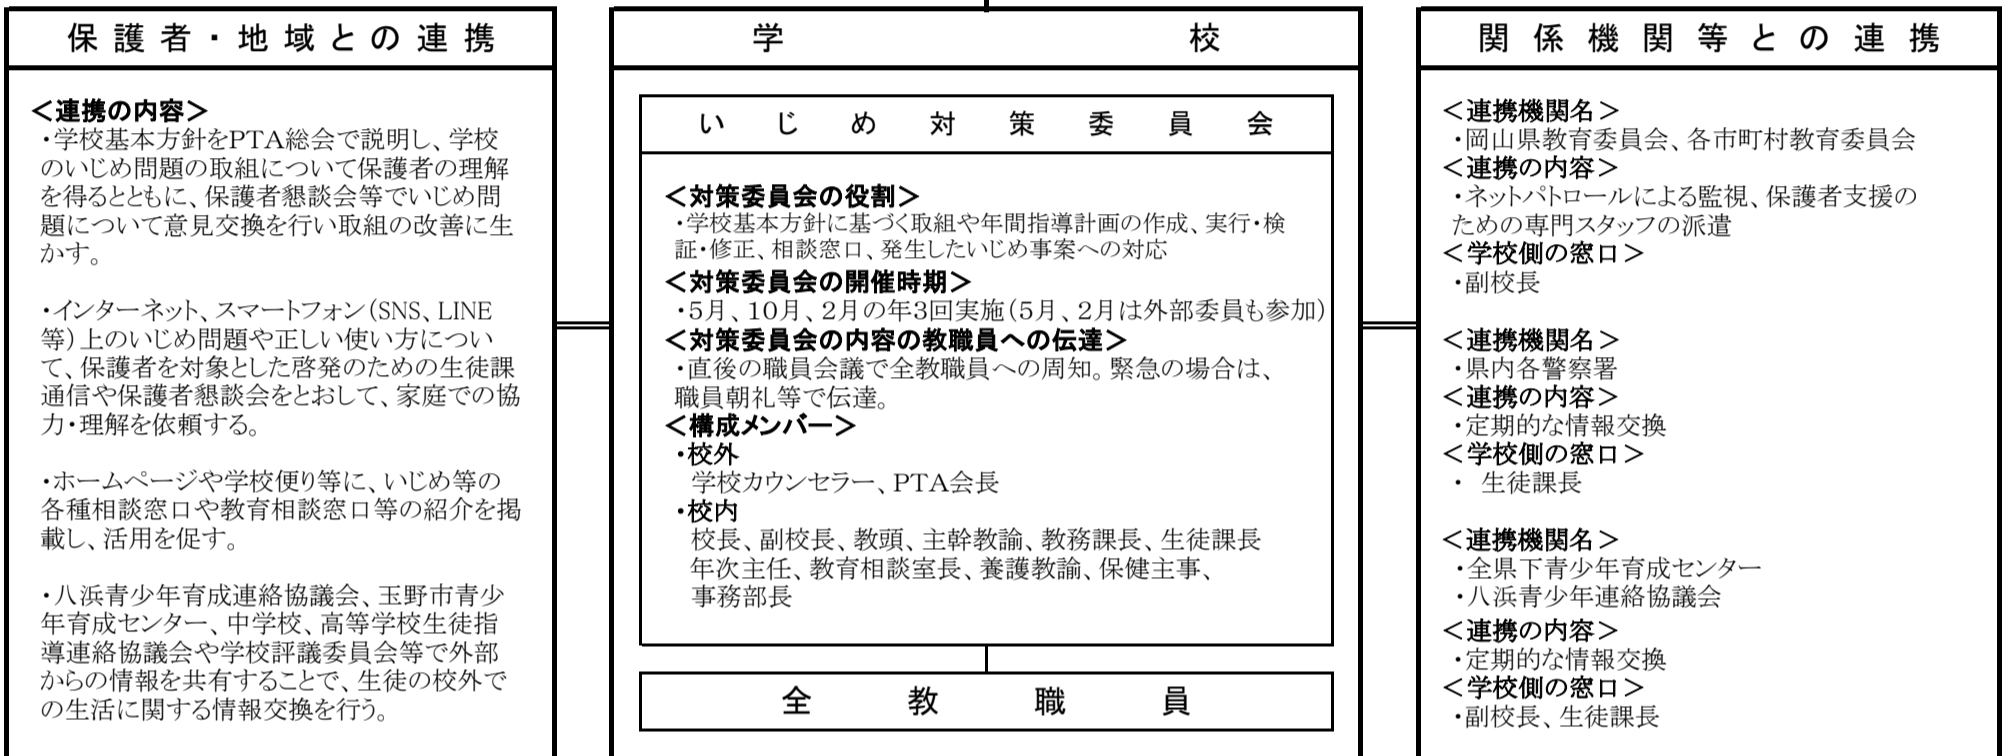 保護者・地域との連携
＜連携の内容＞
・学校基本方針をPTA総会で説明し、学校
のいじめ問題の取組について保護者の理解
を得るとともに、保護者懇談会等でいじめ問
題について意見交換を行い取組の改善に生
かす。
・インターネット、スマートフォン（SNS、LINE
等）上のいじめ問題や正しい使い方につい
て、保護者を対象とした啓発のための生徒課
通信や保護者懇談会をとおして、家庭での協
力・理解を依頼する。
・ホームページや学校便り等に、いじめ等の
各種相談窓口や教育相談窓口等の紹介を掲
載し、活用を促す。
・八浜青少年育成連絡協議会、玉野市青少
年育成センター、中学校、高等学校生徒指
導連絡協議会や学校評議委員会等で外部
からの情報を共有することで、生徒の校外で
の生活に関する情報交換を行う。
学校
いじめ対策委員会
＜対策委員会の役割＞
・学校基本方針に基づく取組や年間指導計画の作成、実行・検
証・修正、相談窓口、発生したいじめ事案への対応
＜対策委員会の開催時期＞
・5月、10月、2月の年3回実施（5月、2月は外部委員も参加）
＜対策委員会の内容の教職員への伝達＞
・直後の職員会議で全教職員への周知。緊急の場合は、
職員朝礼等で伝達。
＜構成メンバー＞
・校外
学校カウンセラー、PTA会長
・校内
校長、副校長、教頭、主幹教諭、教務課長、生徒課長
年次主任、教育相談室長、養護教諭、保健主事、
事務部長
全教職員
関係機関等との連携
＜連携機関名＞
・岡山県教育委員会、各市町村教育委員会
＜連携の内容＞
・ネットパトロールによる監視、保護者支援の
ための専門スタッフの派遣
＜学校側の窓口＞
・副校長
＜連携機関名＞
・県内各警察署
＜連携の内容＞
・定期的な情報交換
＜学校側の窓口＞
・ 生徒課長
＜連携機関名＞
・全県下青少年育成センター
・八浜青少年連絡協議会
＜連携の内容＞
・定期的な情報交換
＜学校側の窓口＞
・副校長、生徒課長